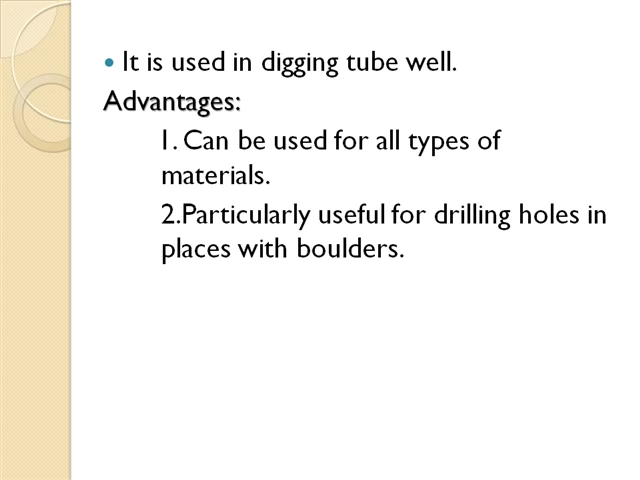 • It is used in digging tube well.
Advantages:
1. Can be used for all types of
materials.
2.Particularly useful for drilling holes in
places with boulders.